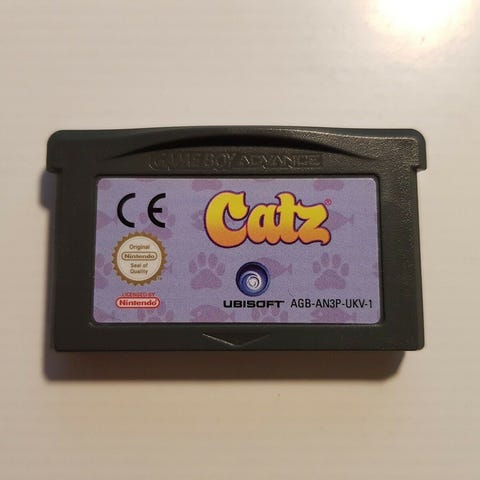 GAME BOY ADVANCE
CE
Catz®
Original
Nintendo
Seal of
Quality
LICENSED BY
Nintendo
UBISOFT AGB-AN3P-UKV-1